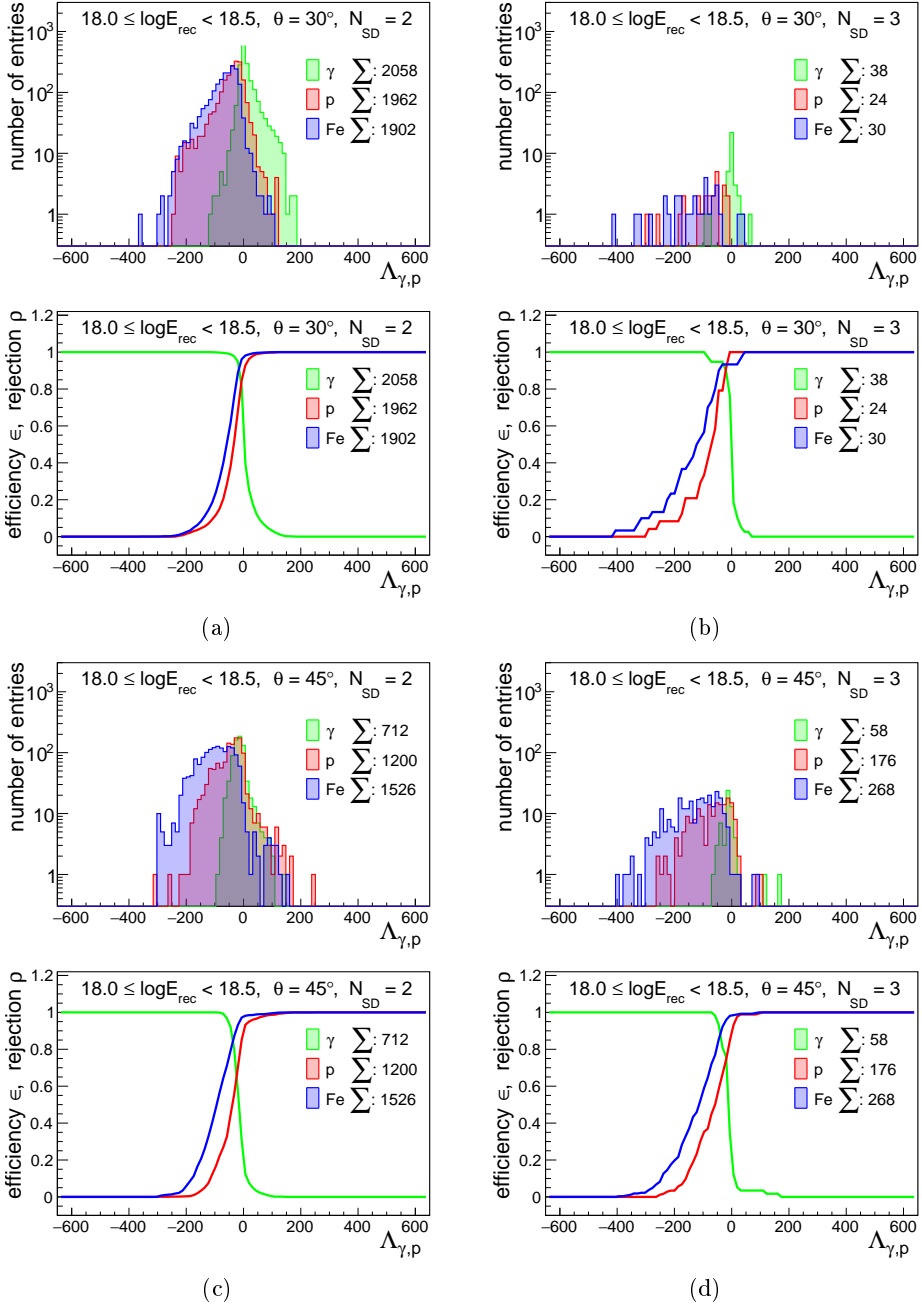 18.0 ≤ logE_rec < 18.5, θ = 30°, N_SD = 2
number of entries
10³
10²
10
1
γ ∑: 2058
p ∑: 1962
Fe ∑: 1902
−600 −400 −200 0 200 400 600
Λ_γ,p
18.0 ≤ logE_rec < 18.5, θ = 30°, N_SD = 2
efficiency ϵ, rejection ρ
1.2
1
0.8
0.6
0.4
0.2
0
γ ∑: 2058
p ∑: 1962
Fe ∑: 1902
−600 −400 −200 0 200 400 600
Λ_γ,p
(a)
18.0 ≤ logE_rec < 18.5, θ = 30°, N_SD = 3
number of entries
10³
10²
10
1
γ ∑: 38
p ∑: 24
Fe ∑: 30
−600 −400 −200 0 200 400 600
Λ_γ,p
18.0 ≤ logE_rec < 18.5, θ = 30°, N_SD = 3
efficiency ϵ, rejection ρ
1.2
1
0.8
0.6
0.4
0.2
0
γ ∑: 38
p ∑: 24
Fe ∑: 30
−600 −400 −200 0 200 400 600
Λ_γ,p
(b)
18.0 ≤ logE_rec < 18.5, θ = 45°, N_SD = 2
number of entries
10³
10²
10
1
γ ∑: 712
p ∑: 1200
Fe ∑: 1526
−600 −400 −200 0 200 400 600
Λ_γ,p
18.0 ≤ logE_rec < 18.5, θ = 45°, N_SD = 2
efficiency ϵ, rejection ρ
1.2
1
0.8
0.6
0.4
0.2
0
γ ∑: 712
p ∑: 1200
Fe ∑: 1526
−600 −400 −200 0 200 400 600
Λ_γ,p
(c)
18.0 ≤ logE_rec < 18.5, θ = 45°, N_SD = 3
number of entries
10³
10²
10
1
γ ∑: 58
p ∑: 176
Fe ∑: 268
−600 −400 −200 0 200 400 600
Λ_γ,p
18.0 ≤ logE_rec < 18.5, θ = 45°, N_SD = 3
efficiency ϵ, rejection ρ
1.2
1
0.8
0.6
0.4
0.2
0
γ ∑: 58
p ∑: 176
Fe ∑: 268
−600 −400 −200 0 200 400 600
Λ_γ,p
(d)